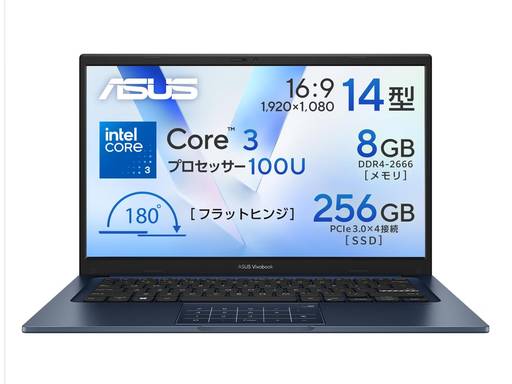 ASUS
16:9
1,920×1,080
14型
intel
CORE
3
Core™ 3
プロセッサー100U
8GB
DDR4-2666
[メモリ]
180°
[フラットヒンジ]
256GB
PCIe3.0×4接続
[SSD]
ASUS Vivobook